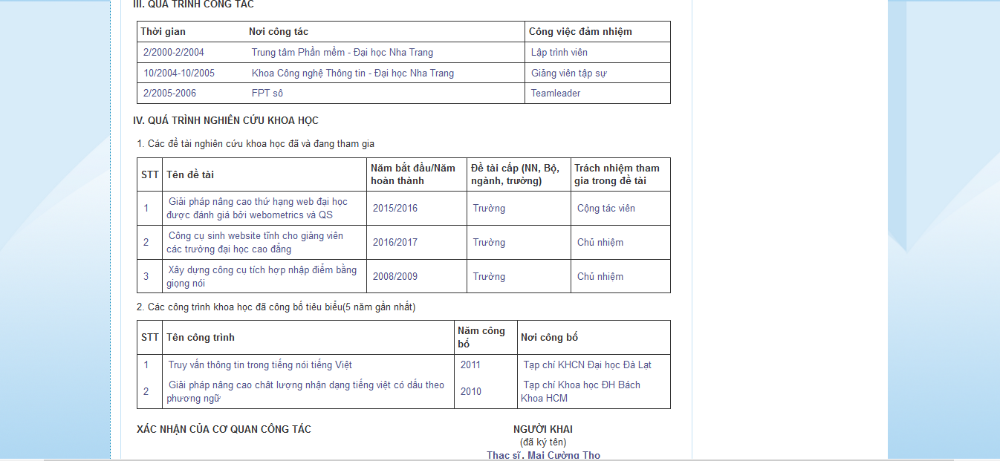 III. QUÁ TRÌNH CÔNG TÁC
Thời gian Nơi công tác Công việc đảm nhiệm
2/2000-2/2004 Trung tâm Phần mềm - Đại học Nha Trang Lập trình viên
10/2004-10/2005 Khoa Công nghệ Thông tin - Đại học Nha Trang Giảng viên tập sự
2/2005-2006 FPT số Teamleader
IV. QUÁ TRÌNH NGHIÊN CỨU KHOA HỌC
1. Các đề tài nghiên cứu khoa học đã và đang tham gia
STT Tên đề tài Năm bắt đầu/Năm hoàn thành Đề tài cấp (NN, Bộ, ngành, trường) Trách nhiệm tham gia trong đề tài
1 Giải pháp nâng cao thứ hạng web đại học được đánh giá bởi webometrics và QS 2015/2016 Trường Cộng tác viên
2 Công cụ sinh website tĩnh cho giảng viên các trường đại học cao đẳng 2016/2017 Trường Chủ nhiệm
3 Xây dựng công cụ tích hợp nhập điểm bằng giọng nói 2008/2009 Trường Chủ nhiệm
2. Các công trình khoa học đã công bố tiêu biểu(5 năm gần nhất)
STT Tên công trình Năm công bố Nơi công bố
1 Truy vấn thông tin trong tiếng nói tiếng Việt 2011 Tạp chí KHCN Đại học Đà Lạt
2 Giải pháp nâng cao chất lượng nhận dạng tiếng việt có dấu theo phương ngữ 2010 Tạp chí Khoa học ĐH Bách Khoa HCM
XÁC NHẬN CỦA CƠ QUAN CÔNG TÁC NGƯỜI KHAI
(đã ký tên)
Thạc sĩ. Mai Cường Thọ